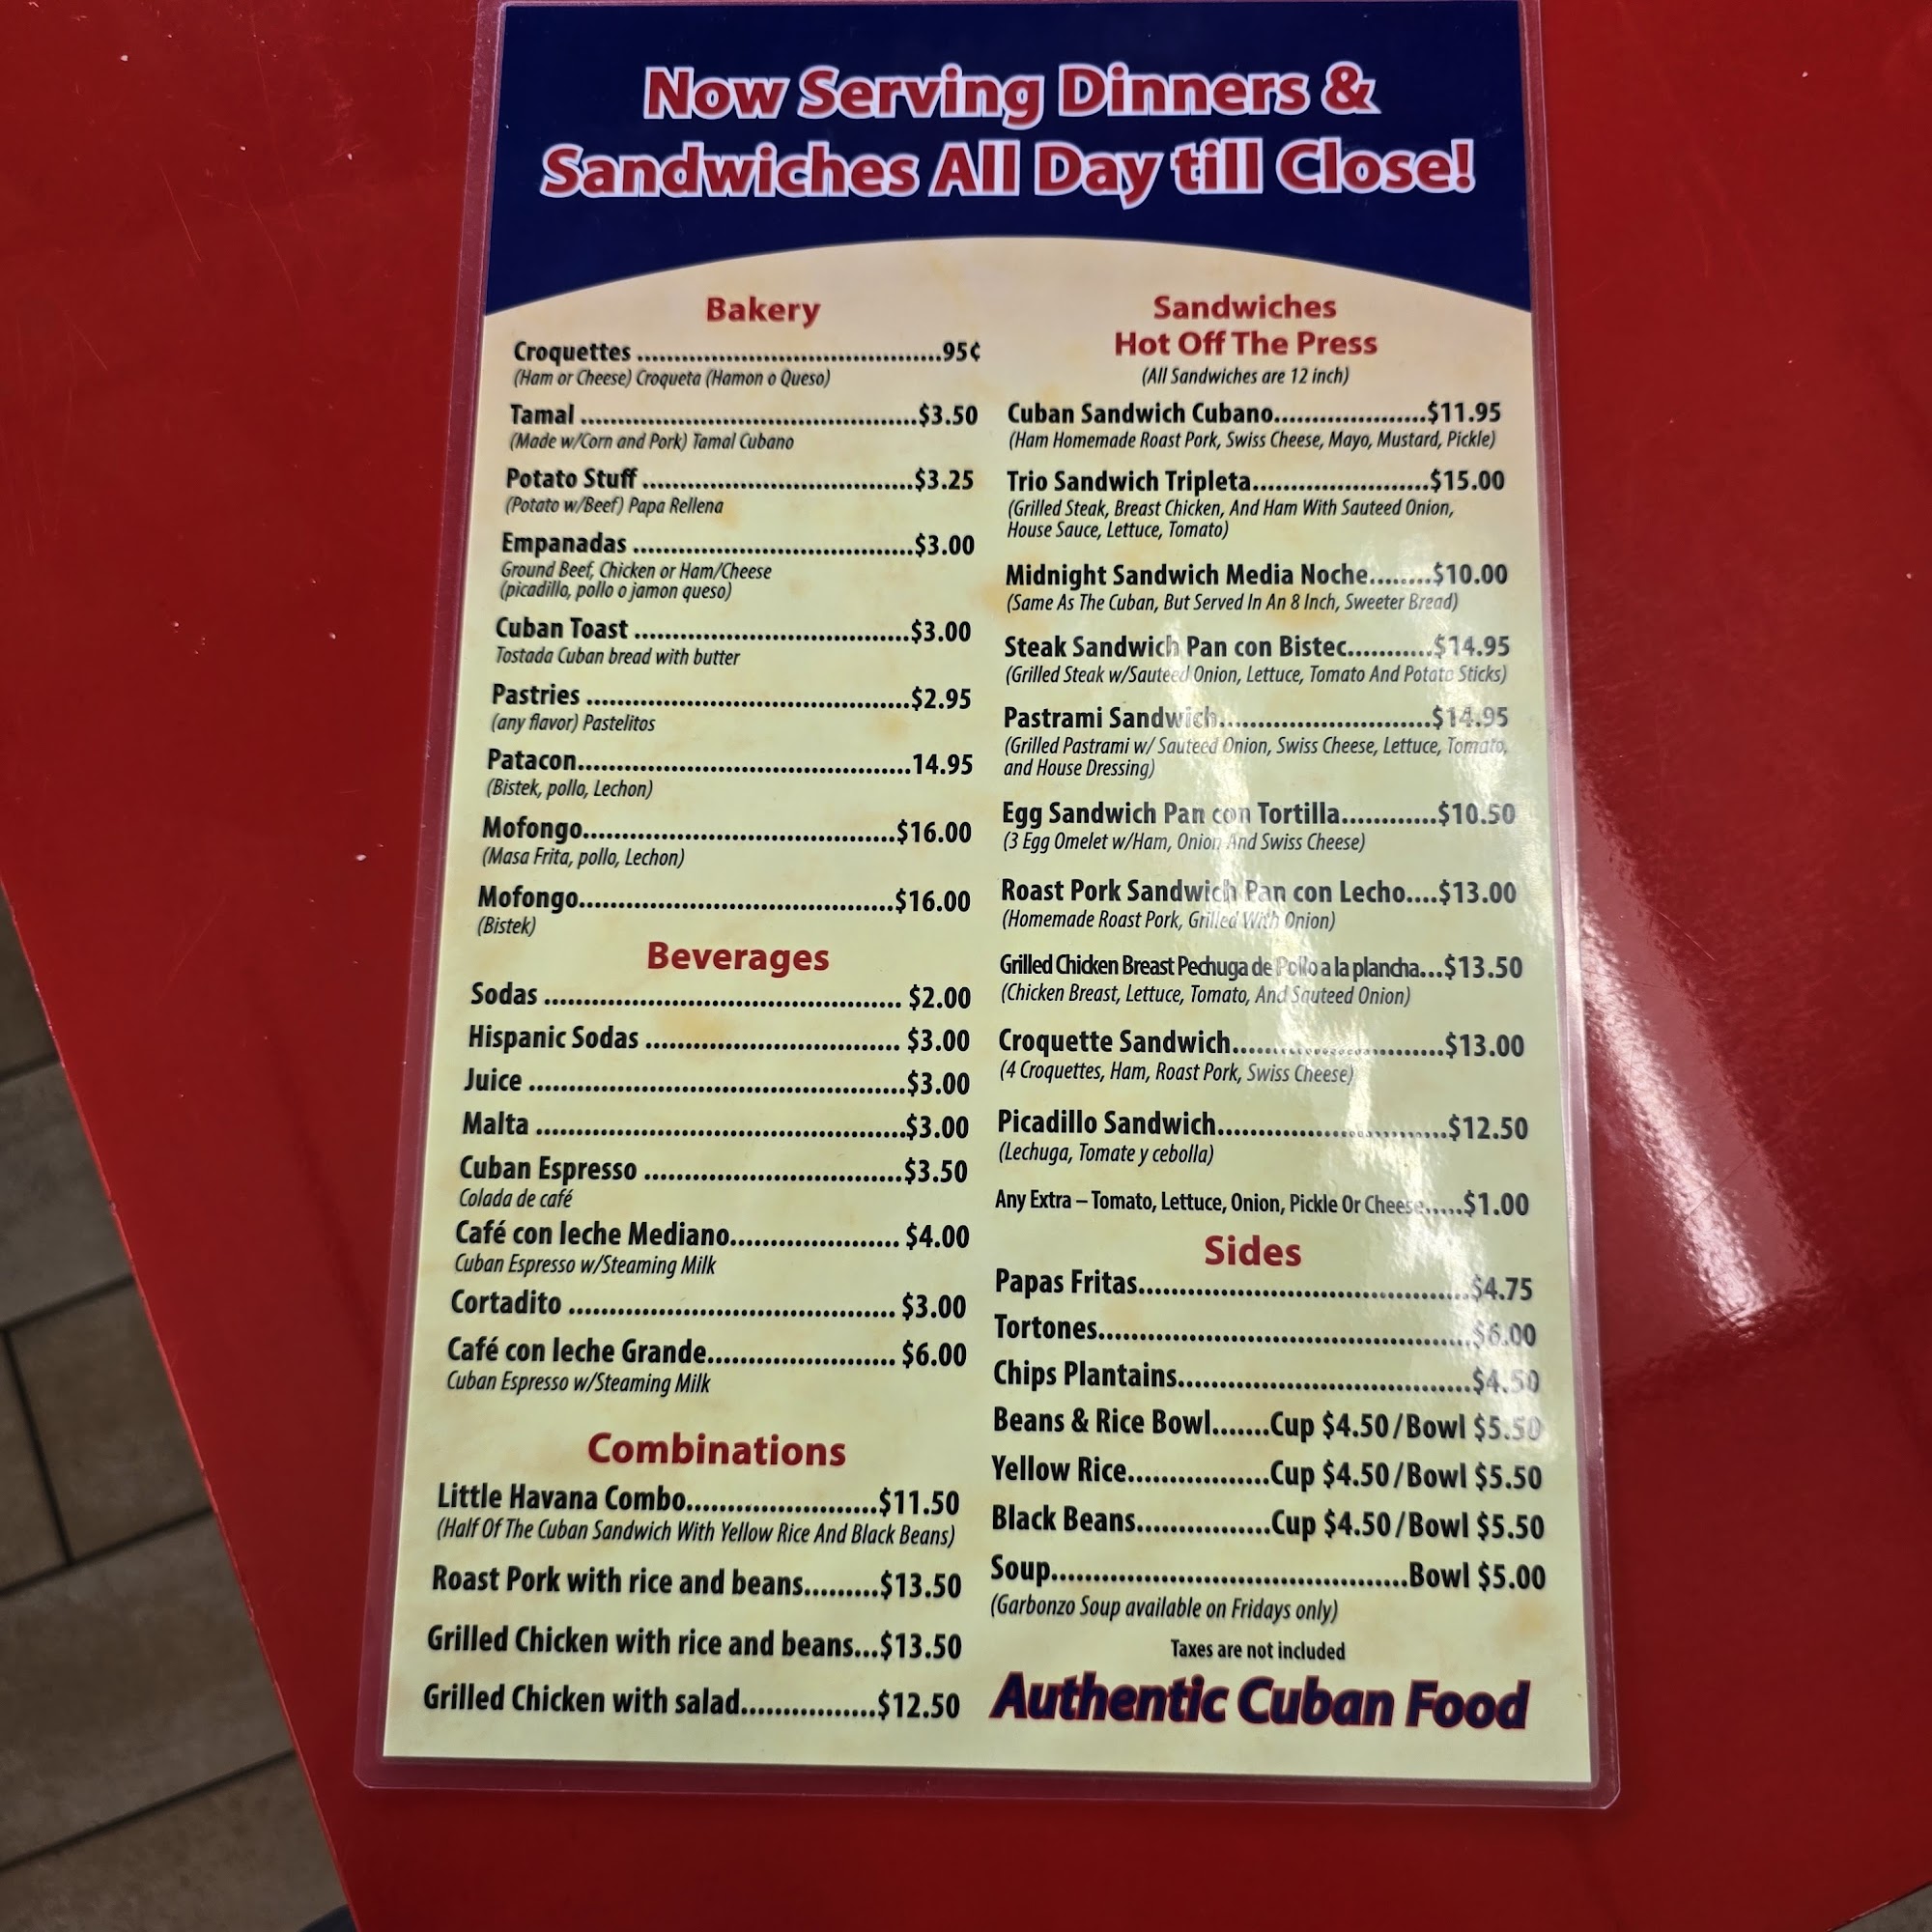 Now Serving Dinners &
Sandwiches All Day till Close!
Bakery
Croquettes .........................................95¢
(Ham or Cheese) Croqueta (Hamon o Queso)
Tamal .............................................$3.50
(Made w/Corn and Pork) Tamal Cubano
Potato Stuff ....................................$3.25
(Potato w/Beef) Papa Rellena
Empanadas ......................................$3.00
Ground Beef, Chicken or Ham/Cheese
(picadillo, pollo o jamon queso)
Cuban Toast .....................................$3.00
Tostada Cuban bread with butter
Pastries ............................................$2.95
(any flavor) Pastelitos
Patacon.............................................14.95
(Bistek, pollo, Lechon)
Mofongo..........................................$16.00
(Masa Frita, pollo, Lechon)
Mofongo..........................................$16.00
(Bistek)
Beverages
Sodas ................................................ $2.00
Hispanic Sodas .................................. $3.00
Juice ..................................................$3.00
Malta .................................................$3.00
Cuban Espresso ..................................$3.50
Colada de café
Café con leche Mediano....................... $4.00
Cuban Espresso w/Steaming Milk
Cortadito ............................................ $3.00
Café con leche Grande......................... $6.00
Cuban Espresso w/Steaming Milk
Combinations
Little Havana Combo.......................$11.50
(Half Of The Cuban Sandwich With Yellow Rice And Black Beans)
Roast Pork with rice and beans.........$13.50
Grilled Chicken with rice and beans...$13.50
Grilled Chicken with salad................$12.50
Sandwiches
Hot Off The Press
(All Sandwiches are 12 inch)
Cuban Sandwich Cubano....................$11.95
(Ham Homemade Roast Pork, Swiss Cheese, Mayo, Mustard, Pickle)
Trio Sandwich Tripleta.......................$15.00
(Grilled Steak, Breast Chicken, And Ham With Sauteed Onion,
House Sauce, Lettuce, Tomato)
Midnight Sandwich Media Noche........$10.00
(Same As The Cuban, But Served In An 8 Inch, Sweeter Bread)
Steak Sandwich Pan con Bistec...........$14.95
(Grilled Steak w/Sauteed Onion, Lettuce, Tomato And Potato Sticks)
Pastrami Sandwich............................$14.95
(Grilled Pastrami w/ Sauteed Onion, Swiss Cheese, Lettuce, Tomato,
and House Dressing)
Egg Sandwich Pan con Tortilla............$10.50
(3 Egg Omelet w/Ham, Onion And Swiss Cheese)
Roast Pork Sandwich Pan con Lecho....$13.00
(Homemade Roast Pork, Grilled With Onion)
Grilled Chicken Breast Pechuga de Pollo a la plancha...$13.50
(Chicken Breast, Lettuce, Tomato, And Sauteed Onion)
Croquette Sandwich...........................$13.00
(4 Croquettes, Ham, Roast Pork, Swiss Cheese)
Picadillo Sandwich.............................$12.50
(Lechuga, Tomate y cebolla)
Any Extra – Tomato, Lettuce, Onion, Pickle Or Cheese.....$1.00
Sides
Papas Fritas.........................................$4.75
Tortones..............................................$6.00
Chips Plantains....................................$4.50
Beans & Rice Bowl.......Cup $4.50/Bowl $5.50
Yellow Rice.................Cup $4.50/Bowl $5.50
Black Beans................Cup $4.50/Bowl $5.50
Soup...........................................Bowl $5.00
(Garbonzo Soup available on Fridays only)
Taxes are not included
Authentic Cuban Food